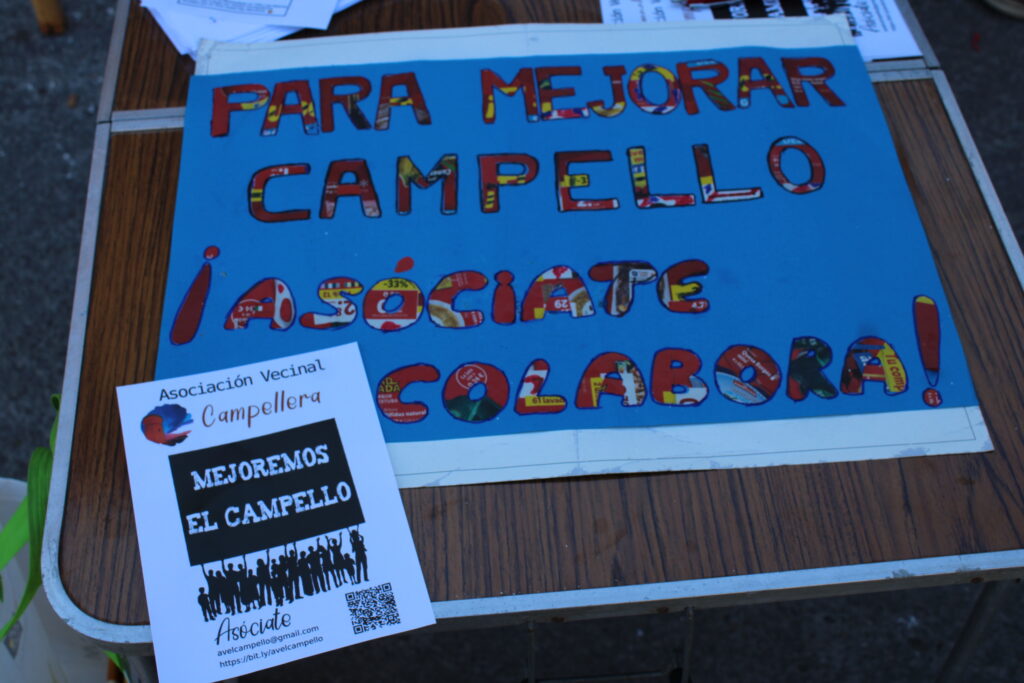 PARA MEJORAR
CAMPELLO
¡ASÓCIATE
COLABORA!
Asociación Vecinal
Campellera
MEJOREMOS
EL CAMPELLO
Asóciate
avelcampello@gmail.com
https://bit.ly/avelcampello